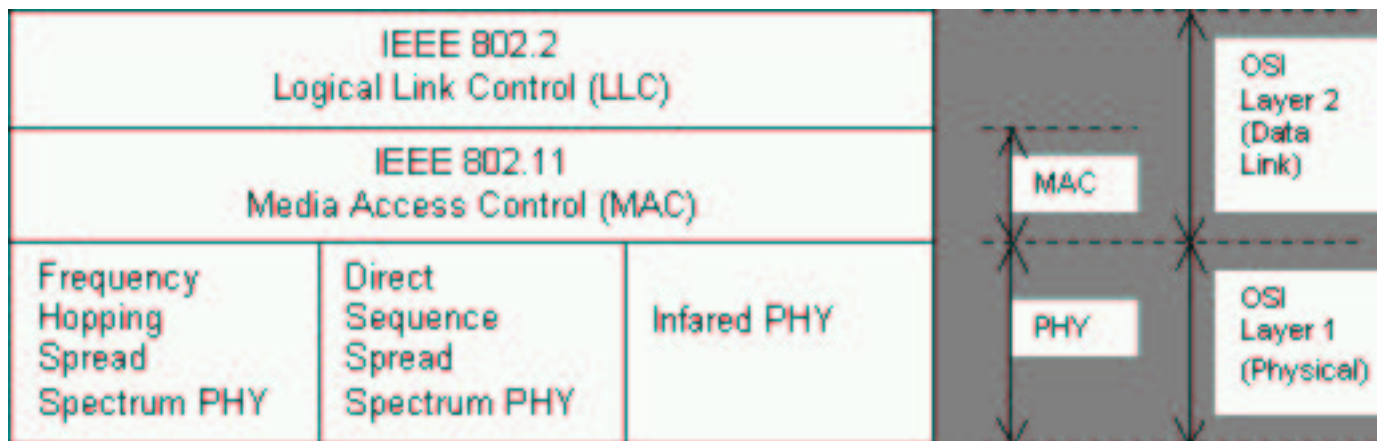 IEEE 802.2
Logical Link Control (LLC)
IEEE 802.11
Media Access Control (MAC)
Frequency
Hopping
Spread
Spectrum PHY
Direct
Sequence
Spread
Spectrum PHY
Infared PHY
MAC
PHY
OSI
Layer 2
(Data
Link)
OSI
Layer 1
(Physical)